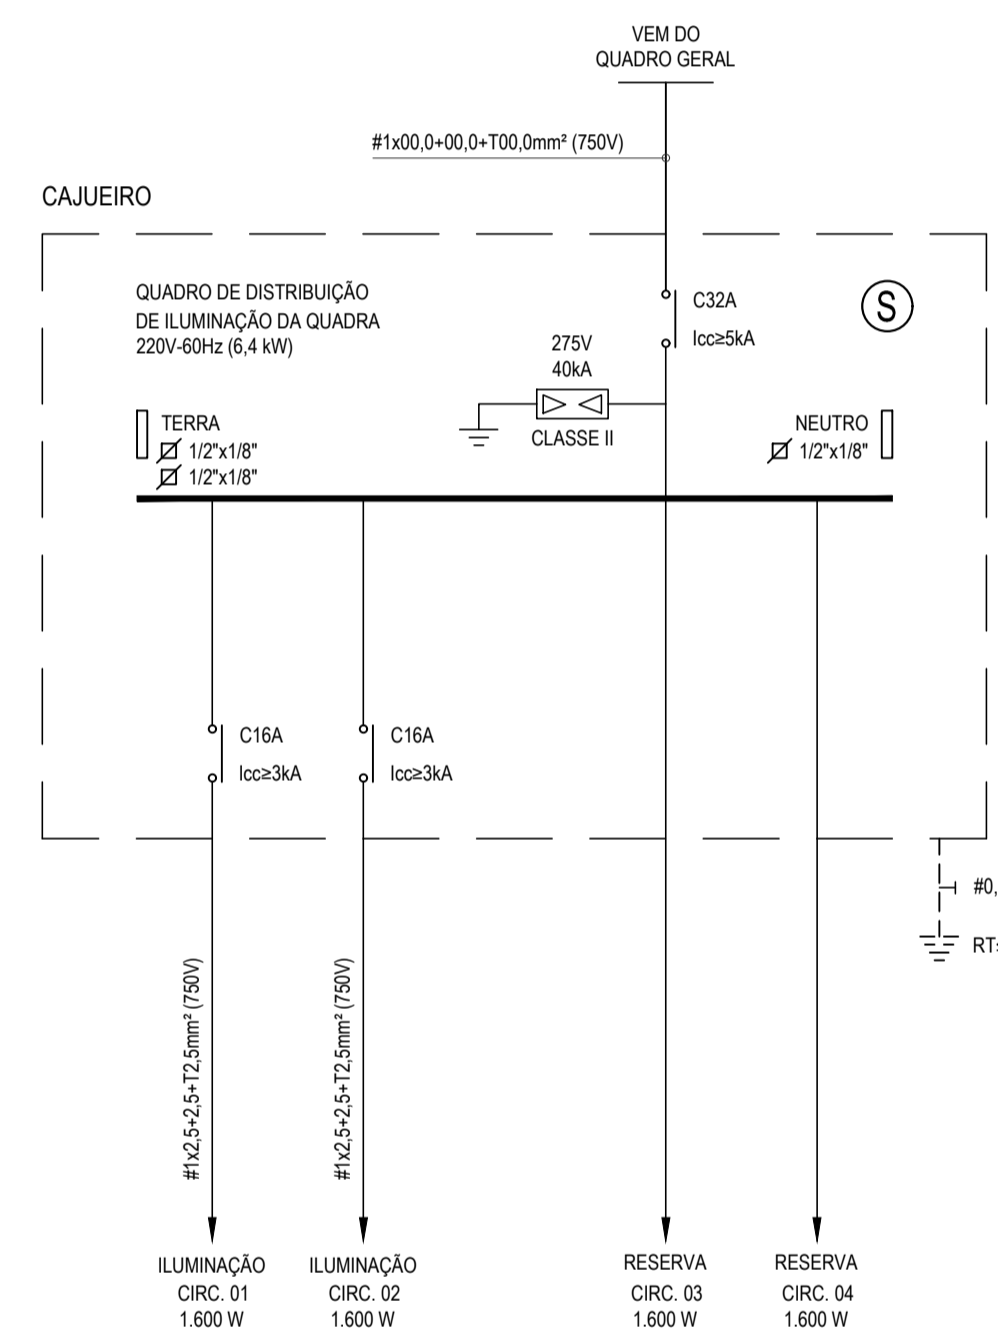 VEM DO
QUADRO GERAL
#1x00,0+00,0+T00,0mm² (750V)
CAJUEIRO
QUADRO DE DISTRIBUIÇÃO
DE ILUMINAÇÃO DA QUADRA
220V-60Hz (6,4 kW)
C32A
Icc≥5kA
S
275V
40kA
CLASSE II
TERRA
1/2"x1/8"
1/2"x1/8"
NEUTRO
1/2"x1/8"
C16A
Icc≥3kA
C16A
Icc≥3kA
#0,
RT
#1x2,5+2,5+T2,5mm² (750V)
#1x2,5+2,5+T2,5mm² (750V)
ILUMINAÇÃO
CIRC. 01
1.600 W
ILUMINAÇÃO
CIRC. 02
1.600 W
RESERVA
CIRC. 03
1.600 W
RESERVA
CIRC. 04
1.600 W